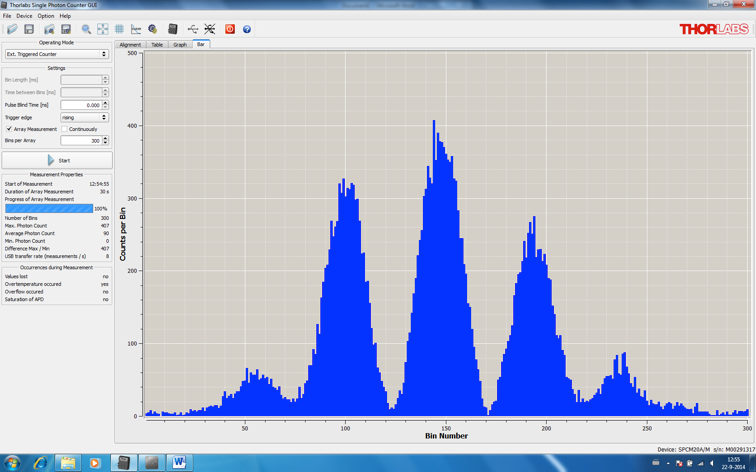 Thorlabs Single Photon Counter GUI
File Device Option Help
THORLABS
Operating Mode
Ext. Triggered Counter
Settings
Bin Length [ms]
Time between Bins [ms]
Pulse Blind Time [ns] 0.000
Trigger edge rising
Array Measurement Continuously
Bins per Array 300
Start
Measurement Properties
Start of Measurement 12:54:55
Duration of Array Measurement 30 s
Progress of Array Measurement
100%
Number of Bins 300
Max. Photon Count 407
Average Photon Count 90
Min. Photon Count 0
Difference Max / Min 407
USB transfer rate (measurements / s) 8
Occurrences during Measurement
Values lost no
Overtemperature occured yes
Overflow occured no
Saturation of APD no
Alignment Table Graph Bar
500
400
300
200
100
0
Counts per Bin
50 100 150 200 250 300
Bin Number
Device: SPCM20A/M s/n: M00291337
12:55
22-9-2014